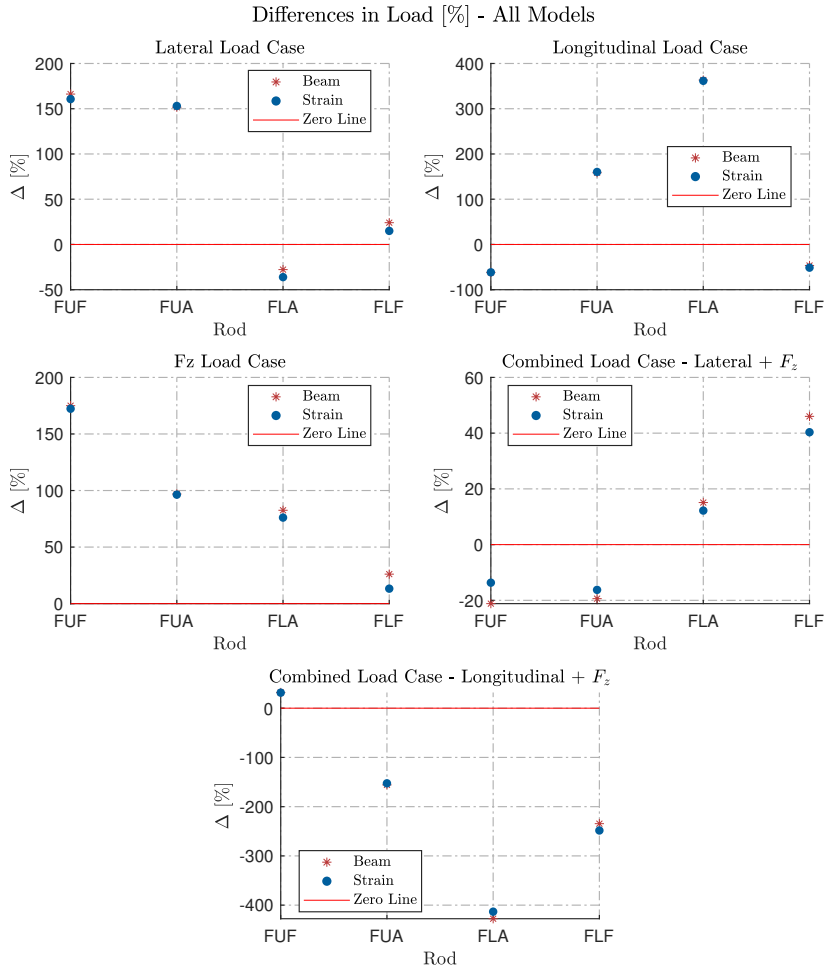 Differences in Load [%] - All Models
Lateral Load Case
200
150
100
50
0
-50
Δ [%]
Beam
Strain
Zero Line
FUF FUA FLA FLF
Rod
Longitudinal Load Case
400
300
200
100
0
-100
Δ [%]
Beam
Strain
Zero Line
FUF FUA FLA FLF
Rod
Fz Load Case
200
150
100
50
0
Δ [%]
Beam
Strain
Zero Line
FUF FUA FLA FLF
Rod
Combined Load Case - Lateral + F_z
60
40
20
0
-20
Δ [%]
Beam
Strain
Zero Line
FUF FUA FLA FLF
Rod
Combined Load Case - Longitudinal + F_z
0
-100
-200
-300
-400
Δ [%]
Beam
Strain
Zero Line
FUF FUA FLA FLF
Rod